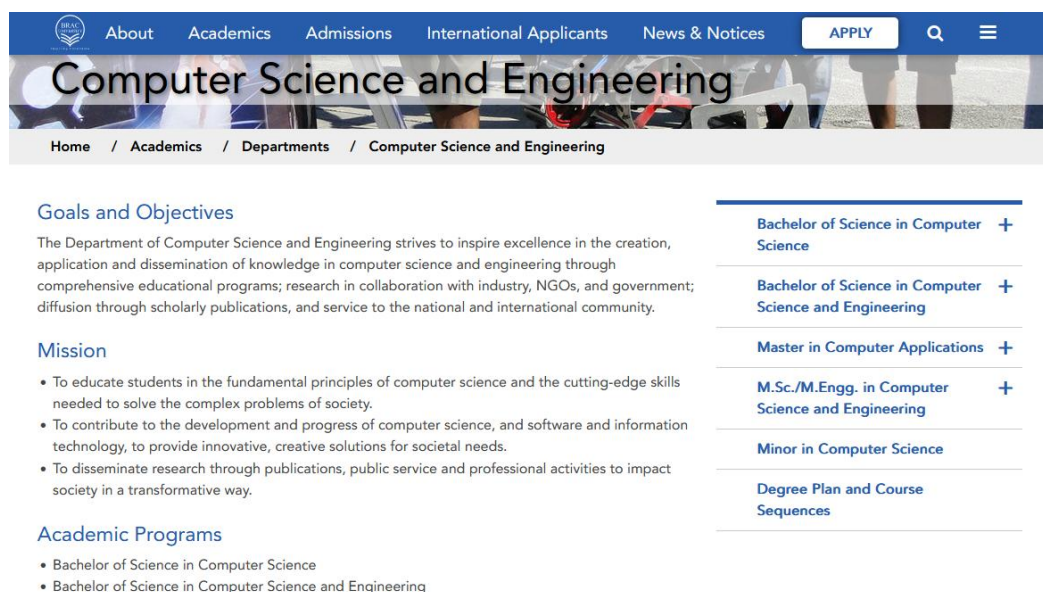 BRAC
UNIVERSITY
About Academics Admissions International Applicants News & Notices APPLY
Computer Science and Engineering
Home / Academics / Departments / Computer Science and Engineering
Goals and Objectives
The Department of Computer Science and Engineering strives to inspire excellence in the creation,
application and dissemination of knowledge in computer science and engineering through
comprehensive educational programs; research in collaboration with industry, NGOs, and government;
diffusion through scholarly publications, and service to the national and international community.
Mission
• To educate students in the fundamental principles of computer science and the cutting-edge skills
needed to solve the complex problems of society.
• To contribute to the development and progress of computer science, and software and information
technology, to provide innovative, creative solutions for societal needs.
• To disseminate research through publications, public service and professional activities to impact
society in a transformative way.
Academic Programs
• Bachelor of Science in Computer Science
• Bachelor of Science in Computer Science and Engineering
Bachelor of Science in Computer +
Science
Bachelor of Science in Computer +
Science and Engineering
Master in Computer Applications +
M.Sc./M.Engg. in Computer +
Science and Engineering
Minor in Computer Science
Degree Plan and Course
Sequences